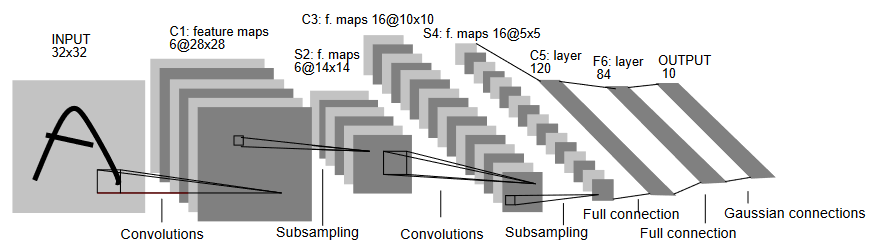 INPUT
32x32
C1: feature maps
6@28x28
S2: f. maps
6@14x14
C3: f. maps 16@10x10
S4: f. maps 16@5x5
C5: layer
120
F6: layer
84
OUTPUT
10
Convolutions
Subsampling
Convolutions
Subsampling
Full connection
Full connection
Gaussian connections